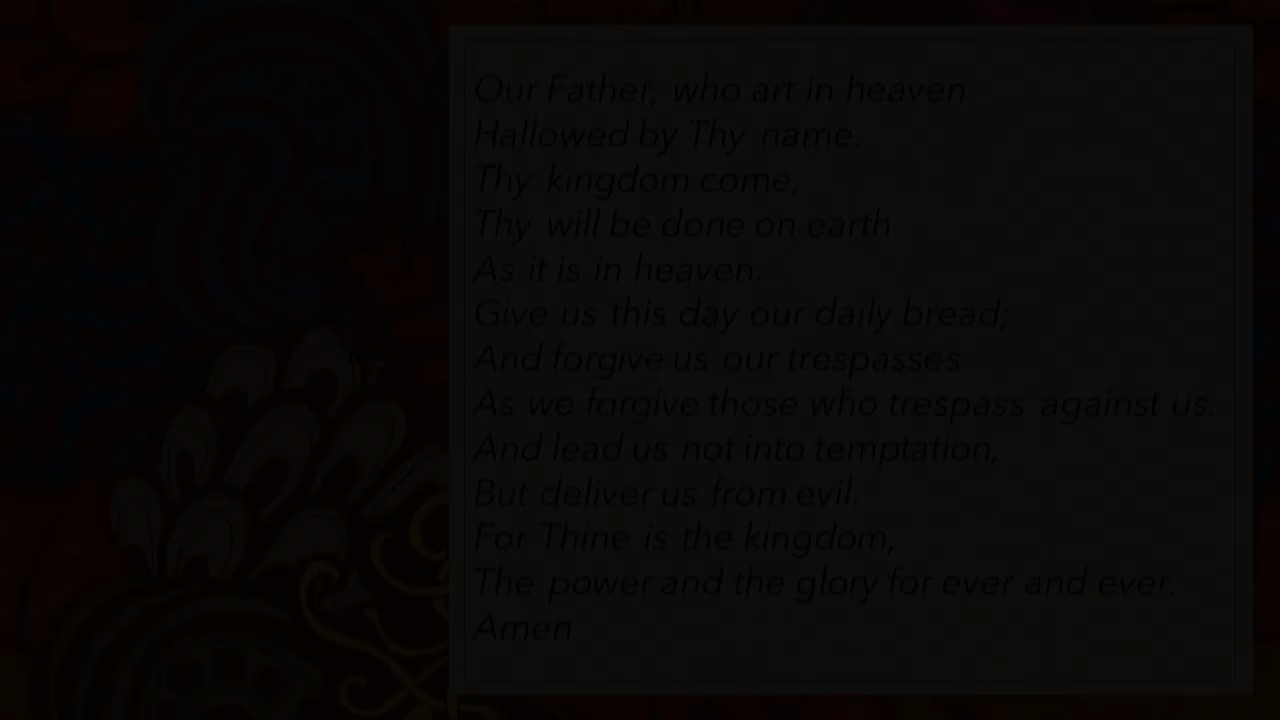 Our Father, who art in heaven
Hallowed by Thy name.
Thy kingdom come,
Thy will be done on earth
As it is in heaven.
Give us this day our daily bread;
And forgive us our trespasses
As we forgive those who trespass against us.
And lead us not into temptation,
But deliver us from evil.
For Thine is the kingdom,
The power and the glory for ever and ever.
Amen